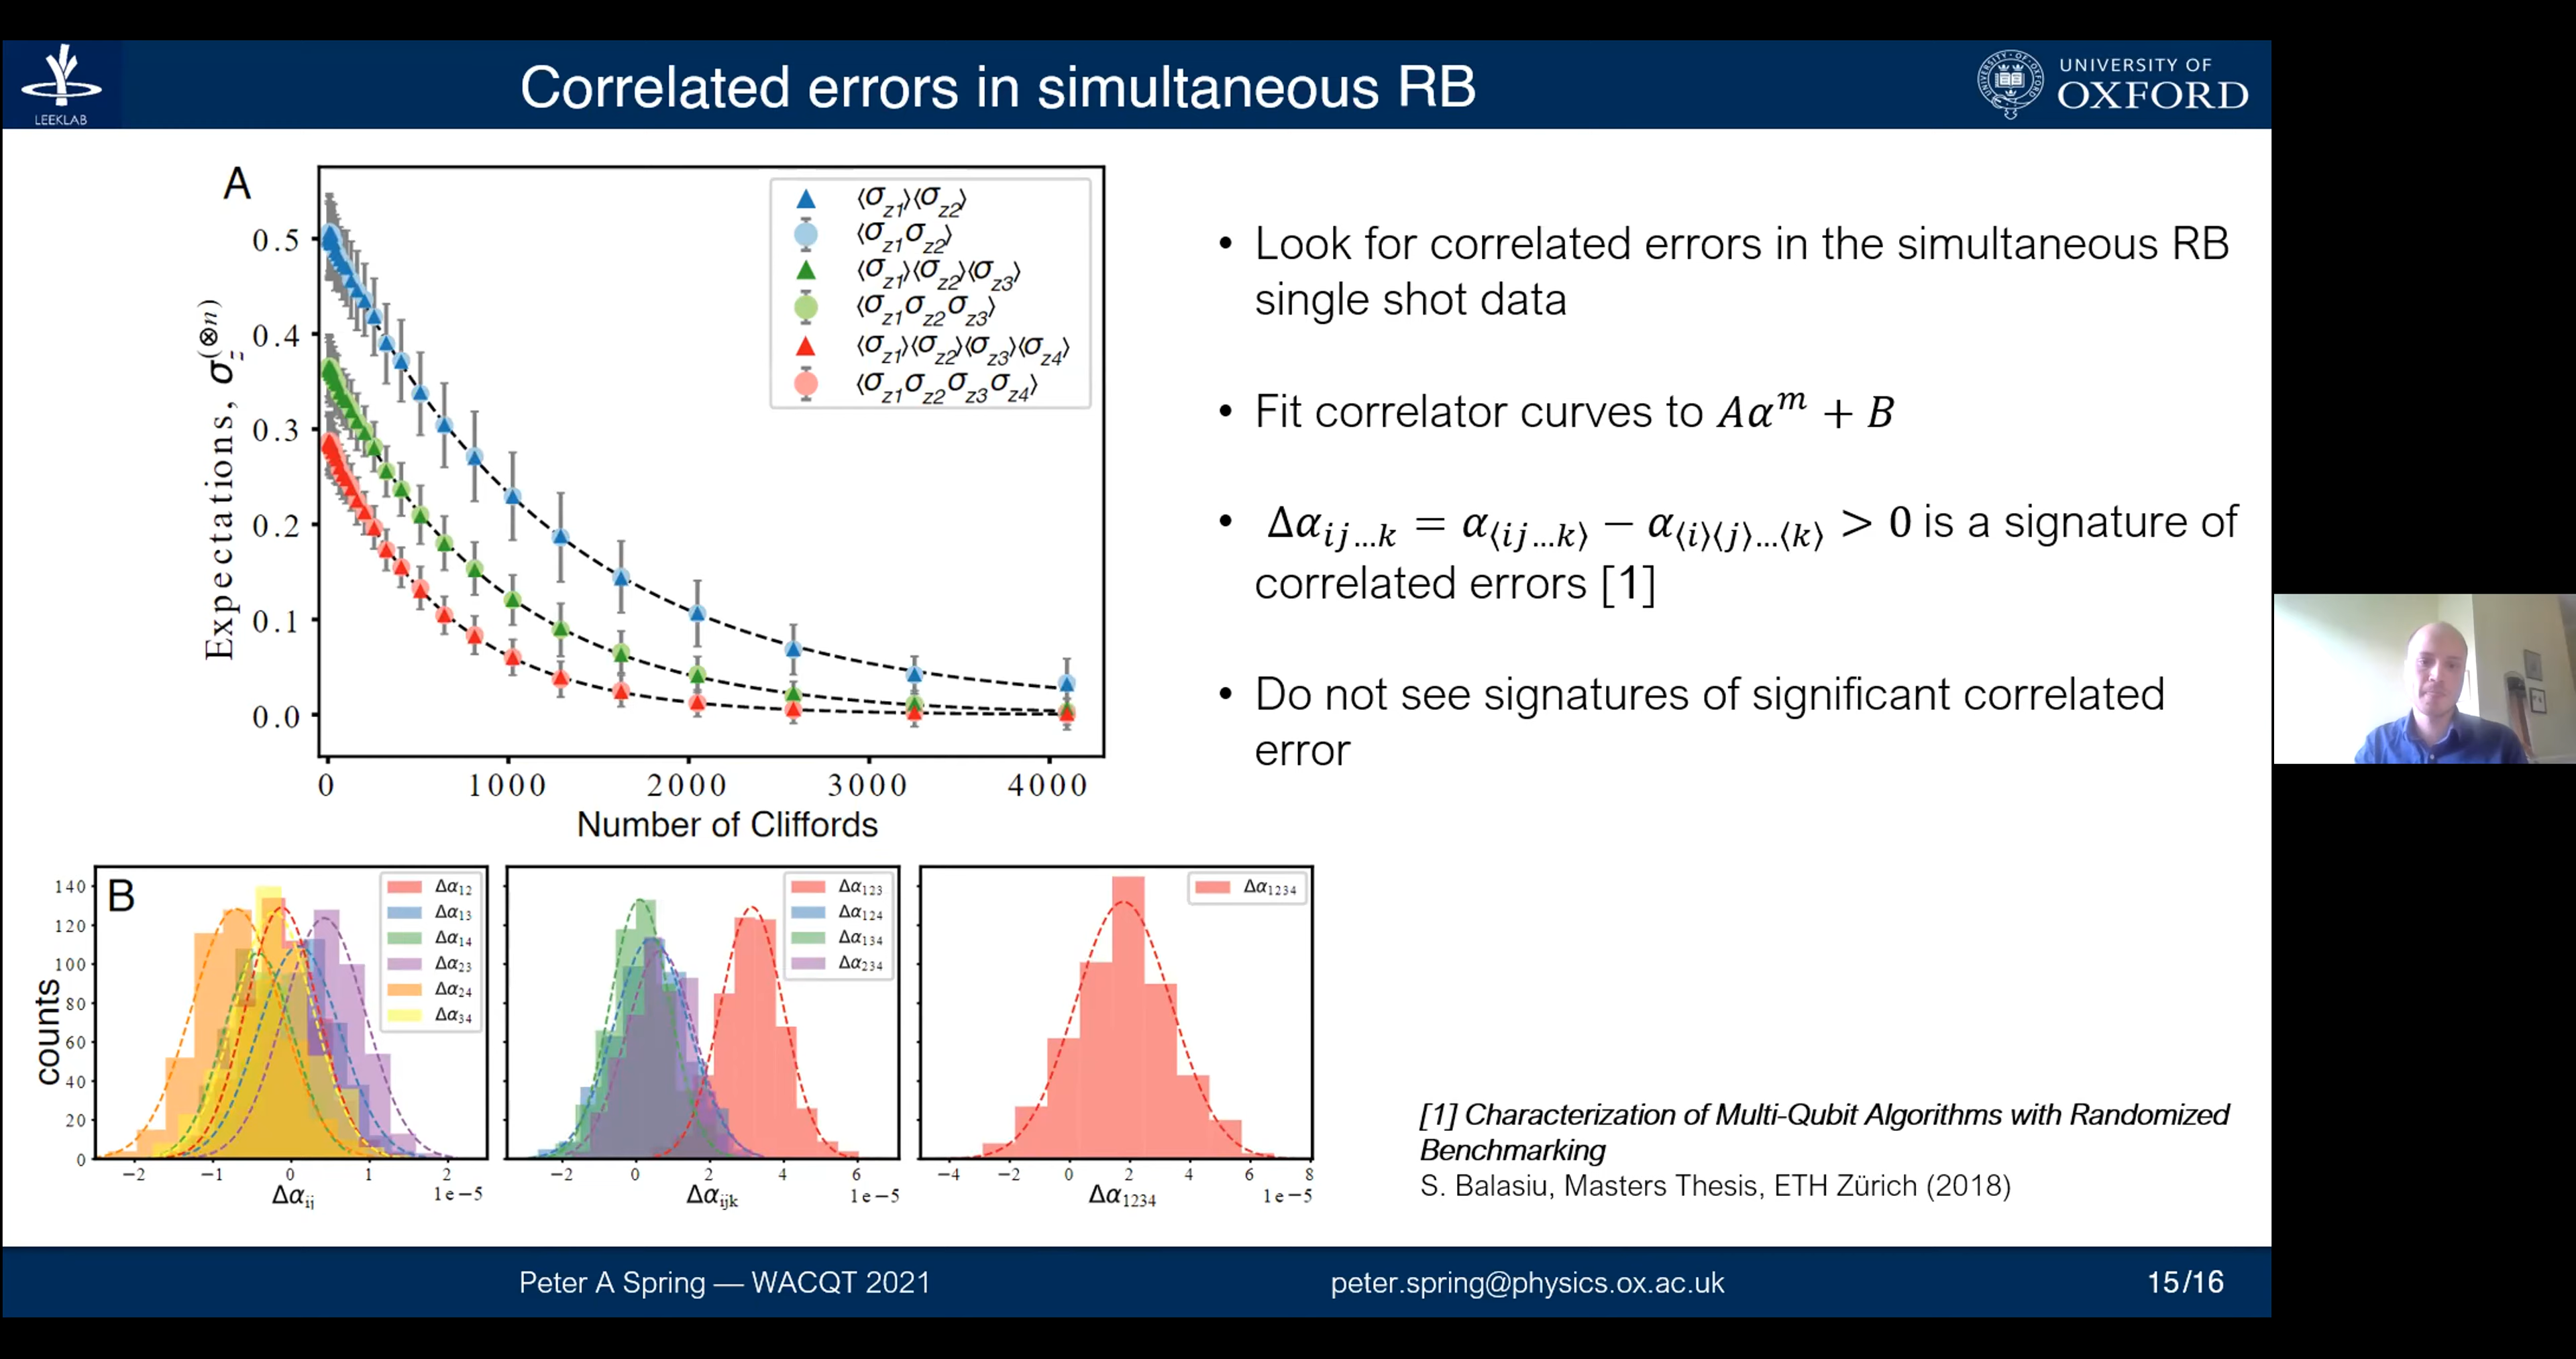 LEEKLAB
Correlated errors in simultaneous RB
UNIVERSITY OF
OXFORD
A
⟨σz1⟩⟨σz2⟩
⟨σz1σz2⟩
⟨σz1⟩⟨σz2⟩⟨σz3⟩
⟨σz1σz2σz3⟩
⟨σz1⟩⟨σz2⟩⟨σz3⟩⟨σz4⟩
⟨σz1σz2σz3σz4⟩
Expectations, σz(⊗n)
0.5
0.4
0.3
0.2
0.1
0.0
0 1000 2000 3000 4000
Number of Cliffords
• Look for correlated errors in the simultaneous RB
single shot data
• Fit correlator curves to Aα^m + B
• Δα_ij…k = α_⟨ij…k⟩ − α_⟨i⟩⟨j⟩…⟨k⟩ > 0 is a signature of
correlated errors [1]
• Do not see signatures of significant correlated
error
B
counts
140
120
100
80
60
40
20
0
Δα12
Δα13
Δα14
Δα23
Δα24
Δα34
−2 −1 0 1 2
Δαij
1e−5
Δα123
Δα124
Δα134
Δα234
−2 0 2 4 6
Δαijk
1e−5
Δα1234
−4 −2 0 2 4 6 8
Δα1234
1e−5
[1] Characterization of Multi-Qubit Algorithms with Randomized
Benchmarking
S. Balasiu, Masters Thesis, ETH Zürich (2018)
Peter A Spring — WACQT 2021
peter.spring@physics.ox.ac.uk
15/16